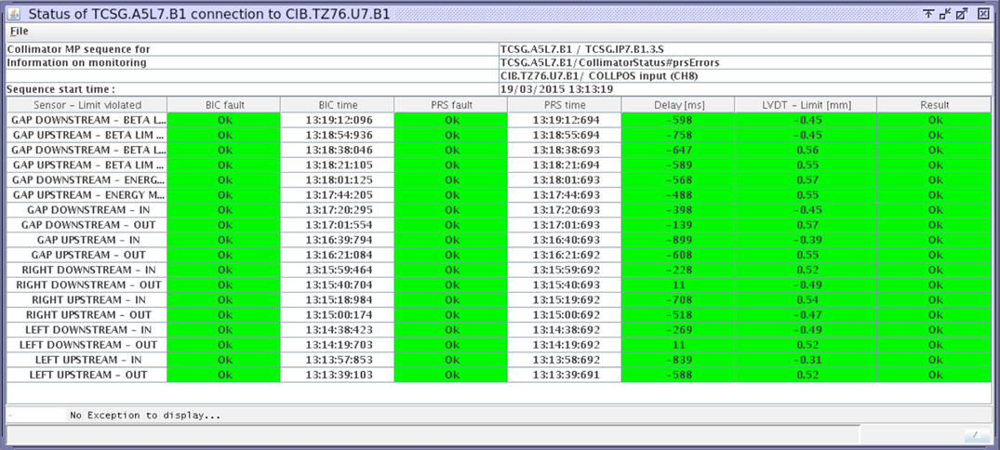 Status of TCSG.A5L7.B1 connection to CIB.TZ76.U7.B1
File
Collimator MP sequence for TCSG.A5L7.B1 / TCSG.IP7.B1.3.S
Information on monitoring TCSG.A5L7.B1/CollimatorStatus#prsErrors
CIB.TZ76.U7.B1/ COLLPOS input (CH8)
Sequence start time : 19/03/2015 13:13:19
Sensor - Limit violated BIC fault BIC time PRS fault PRS time Delay [ms] LVDT - Limit [mm] Result
GAP DOWNSTREAM - BETA L... Ok 13:19:12:096 Ok 13:19:12:694 -598 -0.45 Ok
GAP UPSTREAM - BETA LIM ... Ok 13:18:54:936 Ok 13:18:55:694 -758 -0.45 Ok
GAP DOWNSTREAM - BETA L... Ok 13:18:38:046 Ok 13:18:38:693 -647 0.56 Ok
GAP UPSTREAM - BETA LIM ... Ok 13:18:21:105 Ok 13:18:21:694 -589 0.55 Ok
GAP DOWNSTREAM - ENERG... Ok 13:18:01:125 Ok 13:18:01:693 -568 0.57 Ok
GAP UPSTREAM - ENERGY M... Ok 13:17:44:205 Ok 13:17:44:693 -488 0.55 Ok
GAP DOWNSTREAM - IN Ok 13:17:20:295 Ok 13:17:20:693 -398 -0.45 Ok
GAP DOWNSTREAM - OUT Ok 13:17:01:554 Ok 13:17:01:693 -139 0.57 Ok
GAP UPSTREAM - IN Ok 13:16:39:794 Ok 13:16:40:693 -899 -0.39 Ok
GAP UPSTREAM - OUT Ok 13:16:21:084 Ok 13:16:21:692 -608 0.55 Ok
RIGHT DOWNSTREAM - IN Ok 13:15:59:464 Ok 13:15:59:692 -228 0.52 Ok
RIGHT DOWNSTREAM - OUT Ok 13:15:40:704 Ok 13:15:40:693 11 -0.49 Ok
RIGHT UPSTREAM - IN Ok 13:15:18:984 Ok 13:15:19:692 -708 0.54 Ok
RIGHT UPSTREAM - OUT Ok 13:15:00:174 Ok 13:15:00:692 -518 -0.47 Ok
LEFT DOWNSTREAM - IN Ok 13:14:38:423 Ok 13:14:38:692 -269 -0.49 Ok
LEFT DOWNSTREAM - OUT Ok 13:14:19:703 Ok 13:14:19:692 11 0.52 Ok
LEFT UPSTREAM - IN Ok 13:13:57:853 Ok 13:13:58:692 -839 -0.31 Ok
LEFT UPSTREAM - OUT Ok 13:13:39:103 Ok 13:13:39:691 -588 0.52 Ok
- No Exception to display...